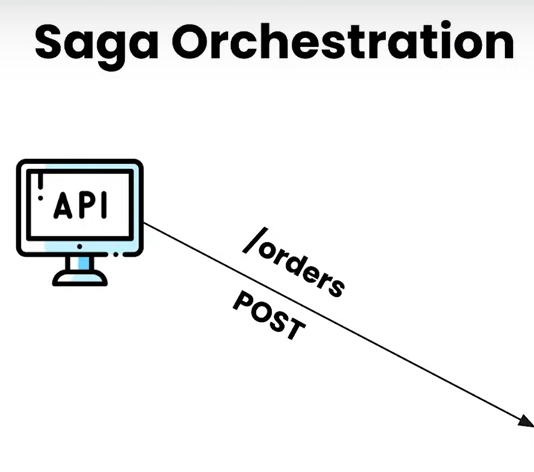 Saga Orchestration
API
/orders
POST